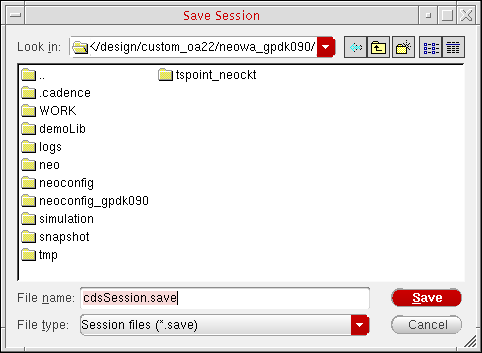 Save Session
Look in: </design/custom_oa22/neowa_gpdk090/
..
.cadence
WORK
demoLib
logs
neo
neoconfig
neoconfig_gpdk090
simulation
snapshot
tmp
tspoint_neockt
File name: cdsSession.save
Save
File type: Session files (*.save)
Cancel